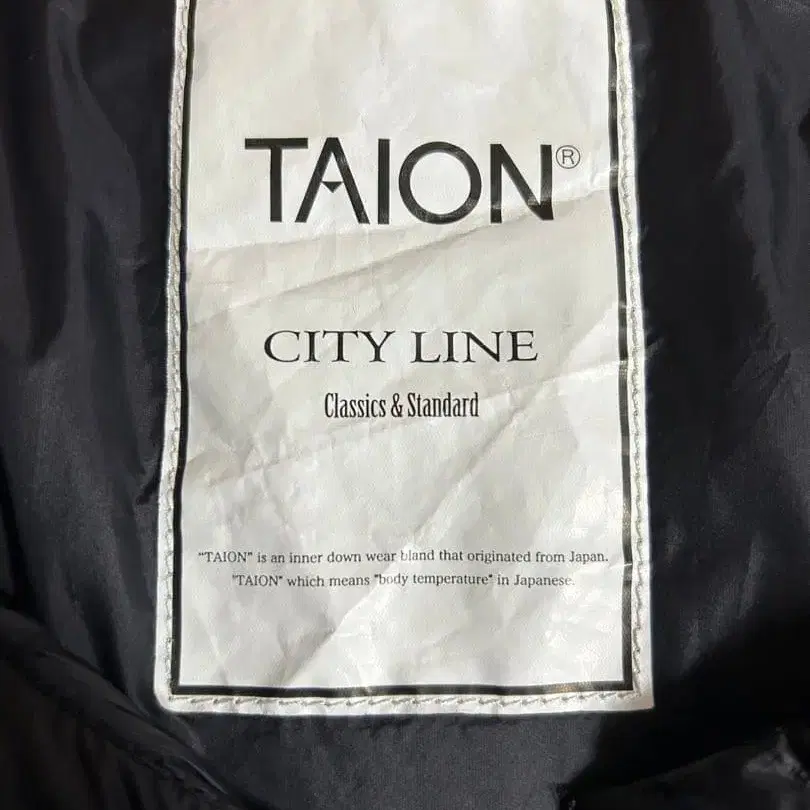 TAION®
CITY LINE
Classics & Standard
"TAION" is an inner down wear bland that originated from Japan.
"TAION" which means "body temperature" in Japanese.